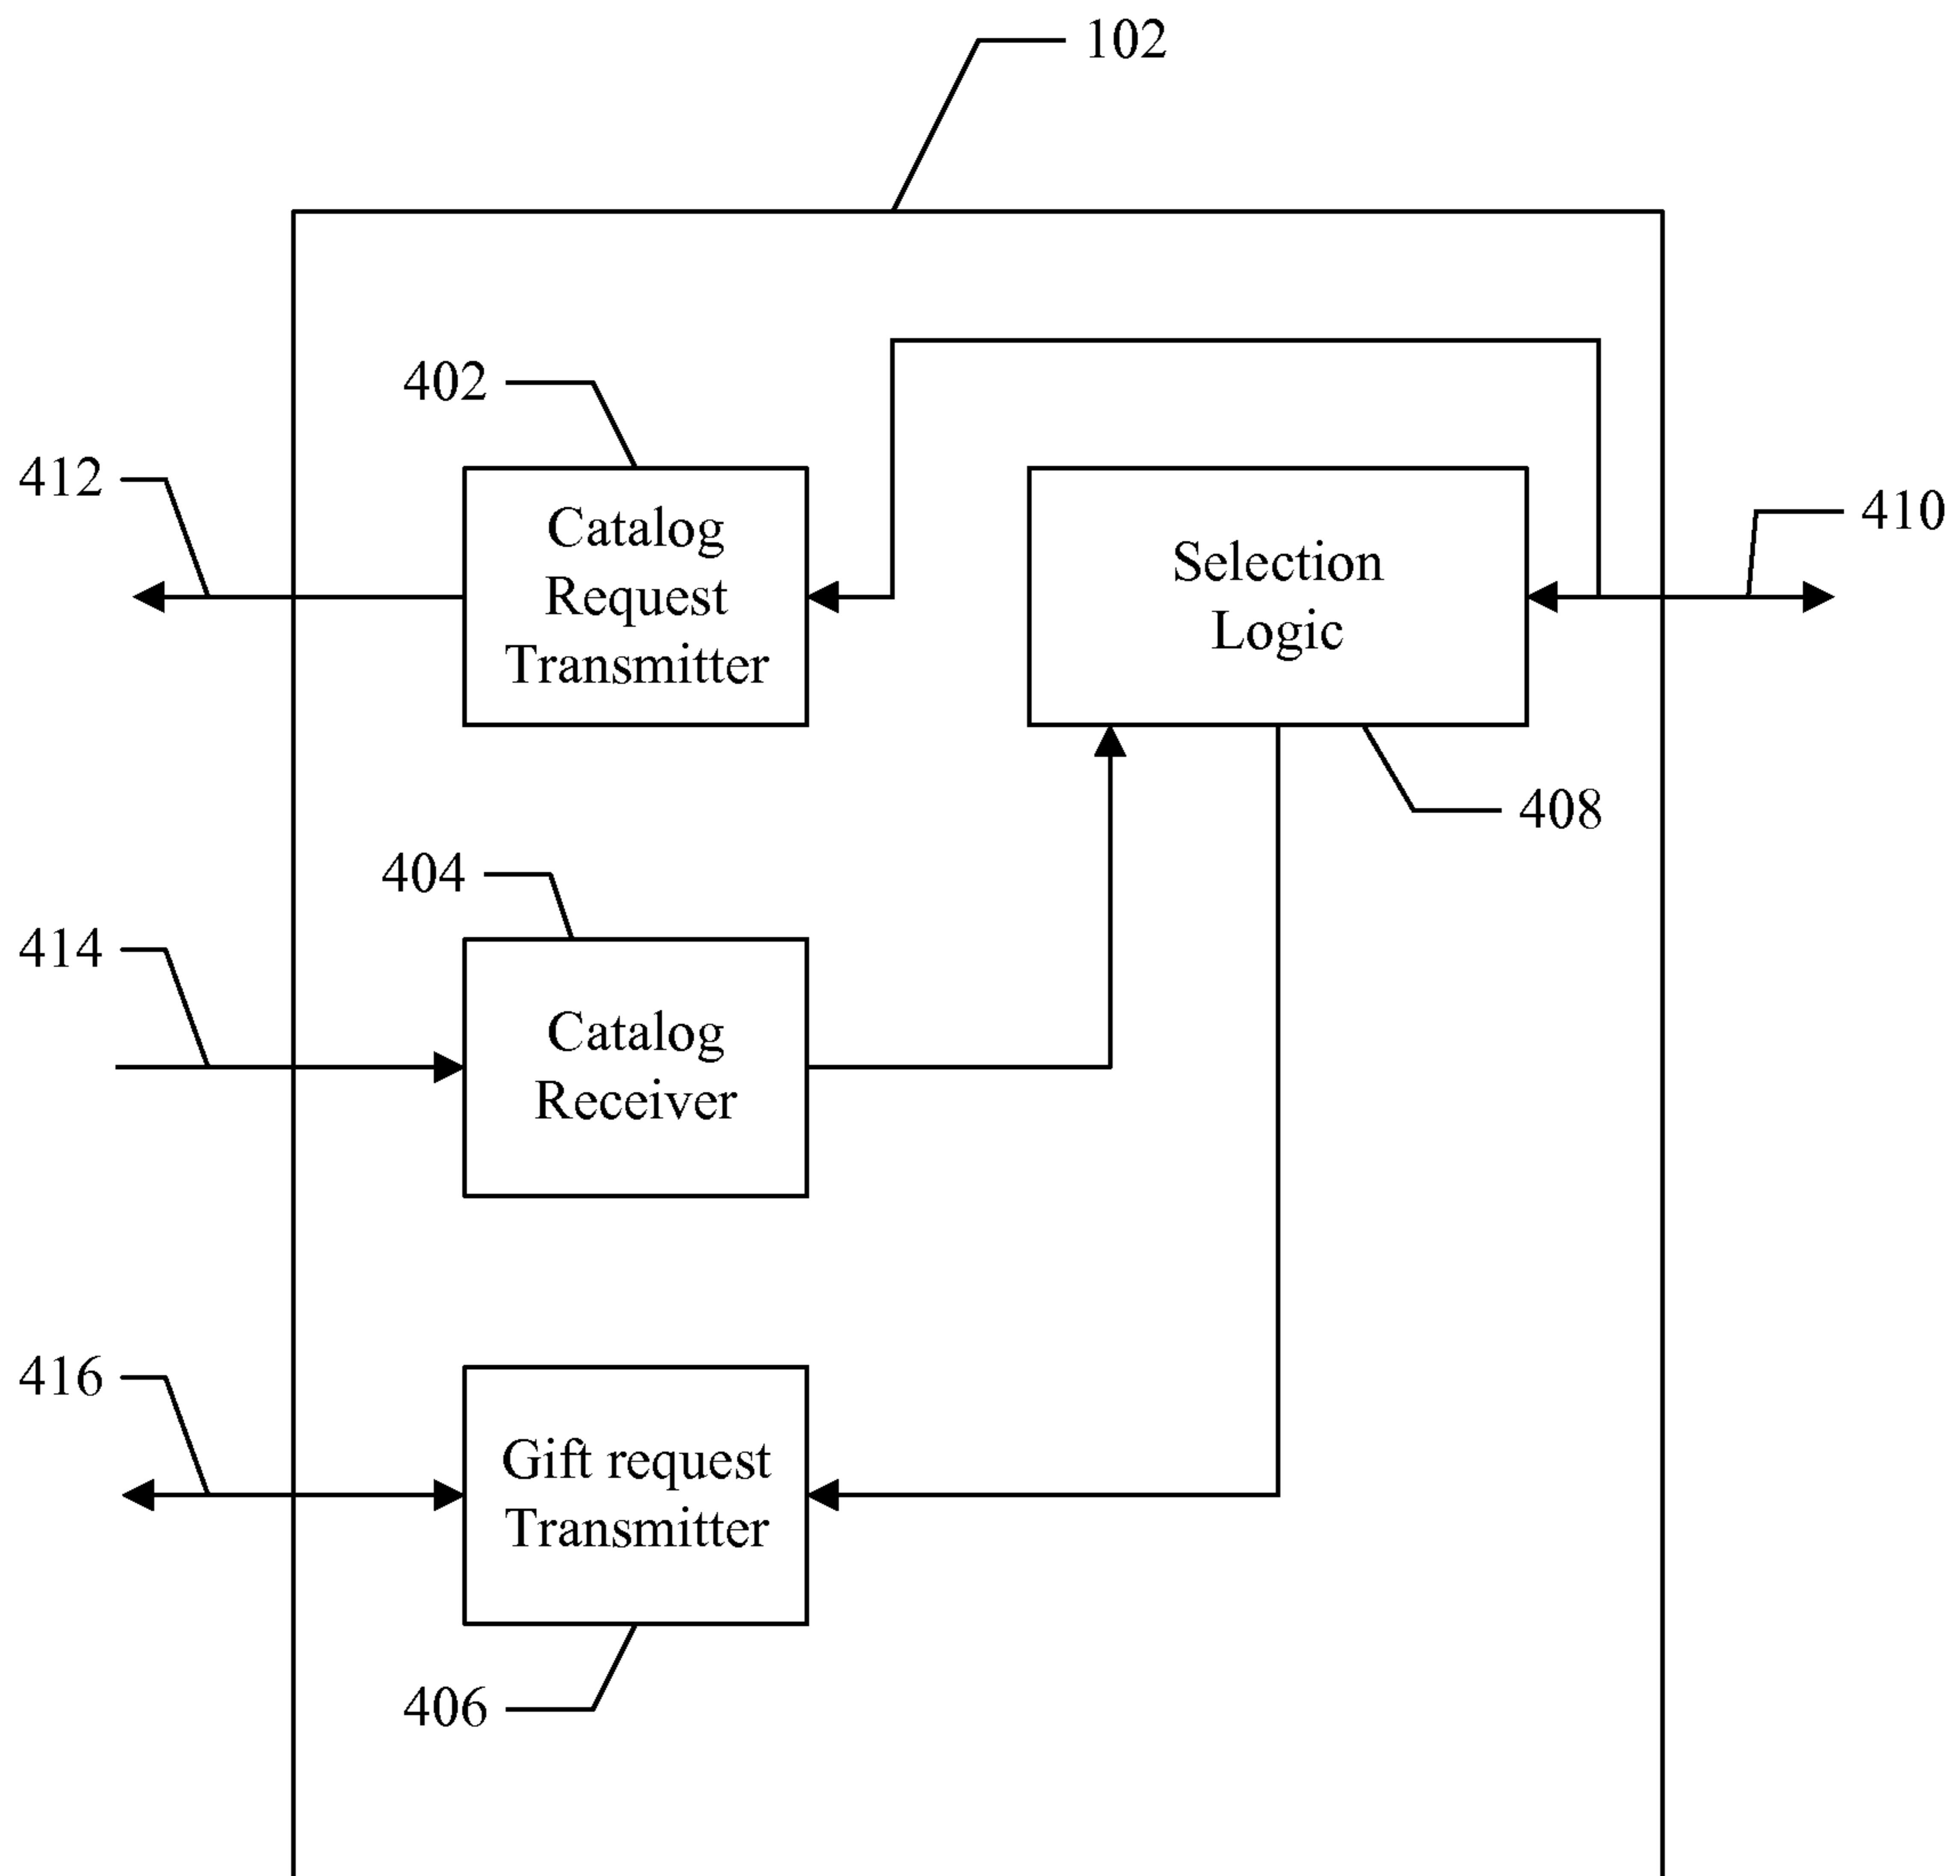 102
402
412
Catalog
Request
Transmitter
Selection
Logic
410
408
404
414
Catalog
Receiver
416
Gift request
Transmitter
406